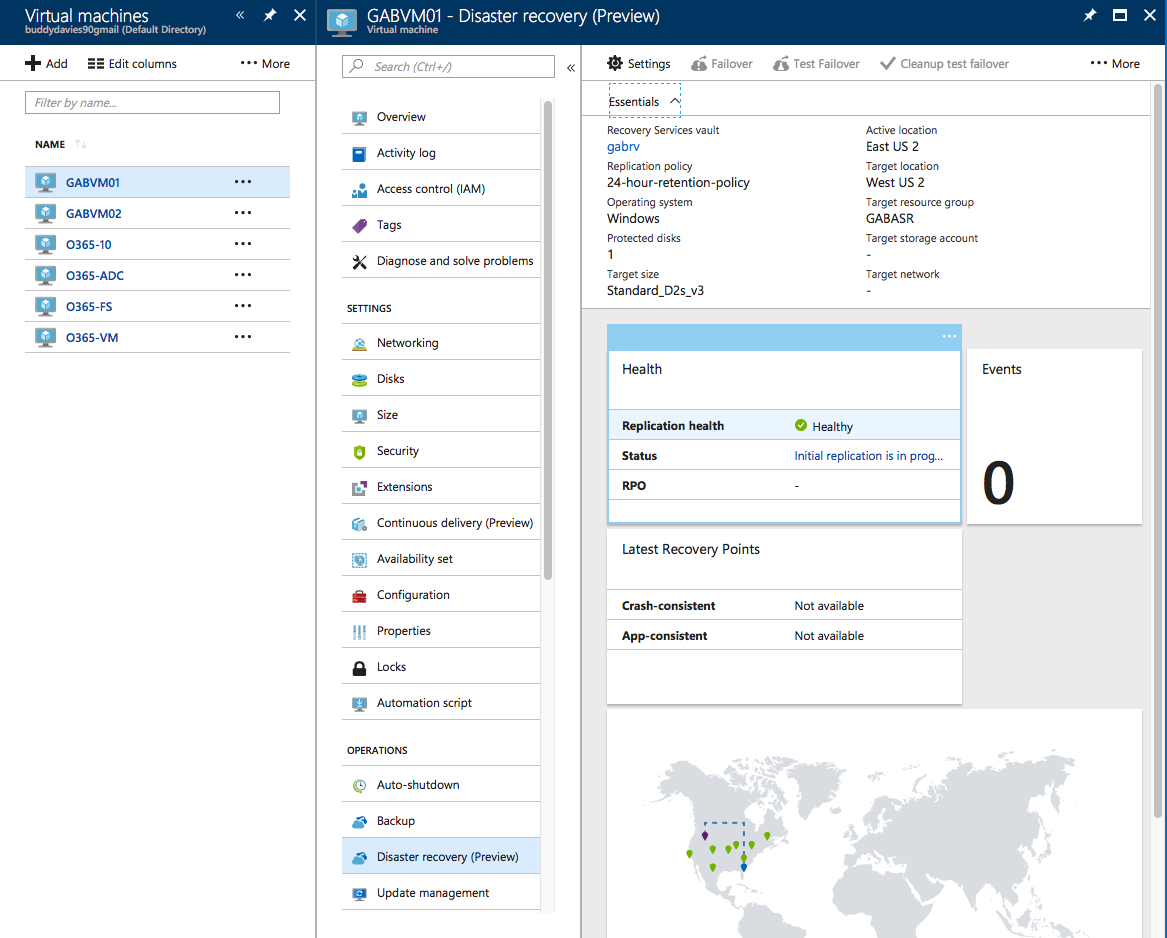 Virtual machines
buddydavies90gmail (Default Directory)
Add
Edit columns
More
Filter by name...
NAME
GABVM01
GABVM02
O365-10
O365-ADC
O365-FS
O365-VM
GABVM01 - Disaster recovery (Preview)
Virtual machine
Search (Ctrl+/)
Overview
Activity log
Access control (IAM)
Tags
Diagnose and solve problems
SETTINGS
Networking
Disks
Size
Security
Extensions
Continuous delivery (Preview)
Availability set
Configuration
Properties
Locks
Automation script
OPERATIONS
Auto-shutdown
Backup
Disaster recovery (Preview)
Update management
Settings
Failover
Test Failover
Cleanup test failover
More
Essentials
Recovery Services vault
gabrv
Replication policy
24-hour-retention-policy
Operating system
Windows
Protected disks
1
Target size
Standard_D2s_v3
Active location
East US 2
Target location
West US 2
Target resource group
GABASR
Target storage account
-
Target network
-
Health
Replication health Healthy
Status Initial replication is in prog...
RPO -
Events
0
Latest Recovery Points
Crash-consistent Not available
App-consistent Not available